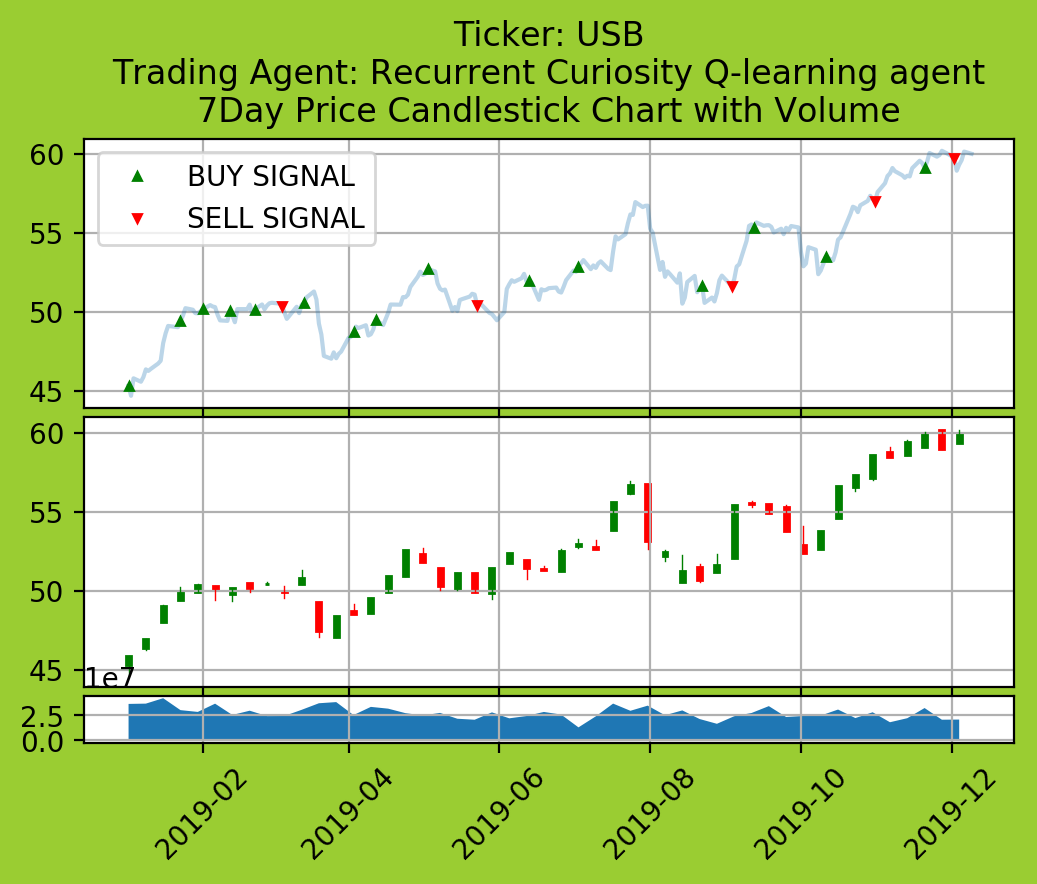 Ticker: USB
Trading Agent: Recurrent Curiosity Q-learning agent
7Day Price Candlestick Chart with Volume
60
55
50
45
BUY SIGNAL
SELL SIGNAL
60
55
50
45
1e7
2.5
0.0
2019-02
2019-04
2019-06
2019-08
2019-10
2019-12